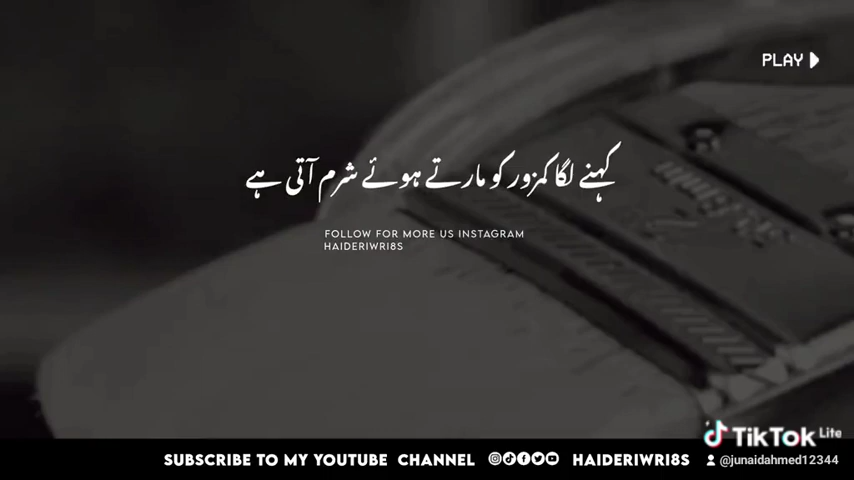 PLAY
کہنے لگا کمزور کو مارتے ہوئے شرم آتی ہے
FOLLOW FOR MORE US INSTAGRAM
HAIDERIWRI8S
TikTok Lite
SUBSCRIBE TO MY YOUTUBE CHANNEL HAIDERIWRI8S
@junaidahmed12344